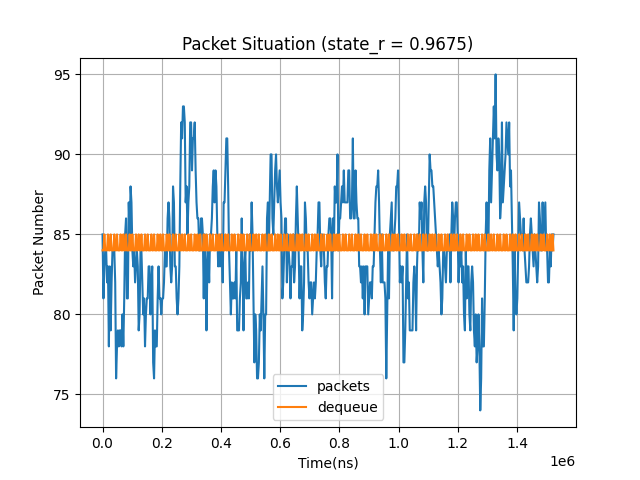 Packet Situation (state_r = 0.9675)
Packet Number
95
90
85
80
75
packets
dequeue
0.0 0.2 0.4 0.6 0.8 1.0 1.2 1.4
1e6
Time(ns)